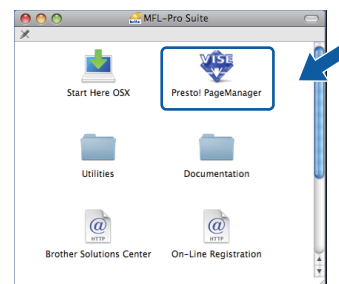 MFL-Pro Suite
VISE
Start Here OSX
Presto! PageManager
Utilities
Documentation
@
HTTP
@
HTTP
Brother Solutions Center
On-Line Registration